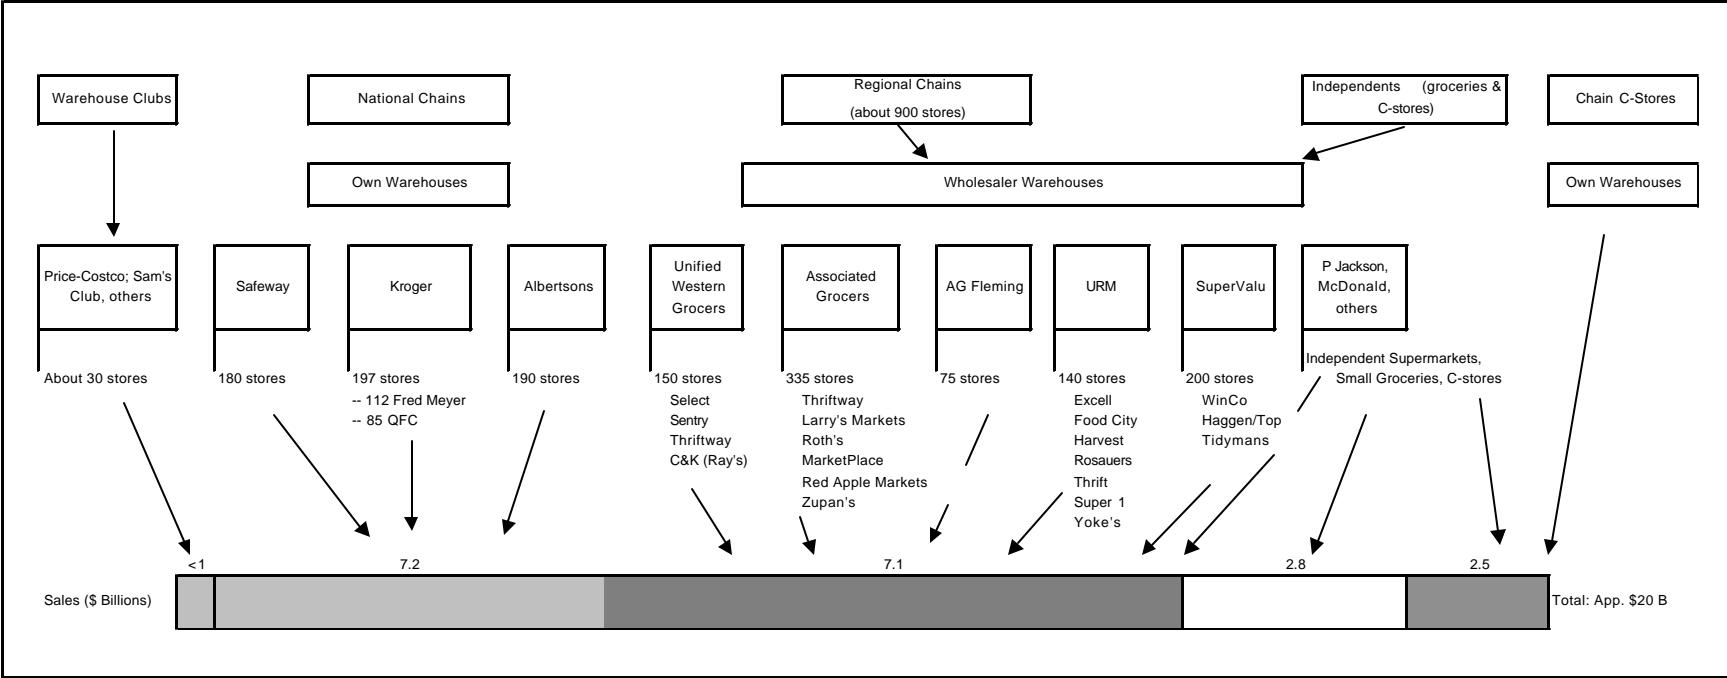 Warehouse Clubs
National Chains
Regional Chains
(about 900 stores)
Independents (groceries &
C-stores)
Chain C-Stores
Own Warehouses
Wholesaler Warehouses
Own Warehouses
Price-Costco; Sam's
Club, others
Safeway
Kroger
Albertsons
Unified
Western
Grocers
Associated
Grocers
AG Fleming
URM
SuperValu
P Jackson,
McDonald,
others
About 30 stores
180 stores
197 stores
-- 112 Fred Meyer
-- 85 QFC
190 stores
150 stores
Select
Sentry
Thriftway
C&K (Ray's)
335 stores
Thriftway
Larry's Markets
Roth's
MarketPlace
Red Apple Markets
Zupan's
75 stores
140 stores
Excell
Food City
Harvest
Rosauers
Thrift
Super 1
Yoke's
200 stores
WinCo
Haggen/Top
Tidymans
Independent Supermarkets,
Small Groceries, C-stores
<1
7.2
7.1
2.8
2.5
Sales ($ Billions)
Total: App. $20 B